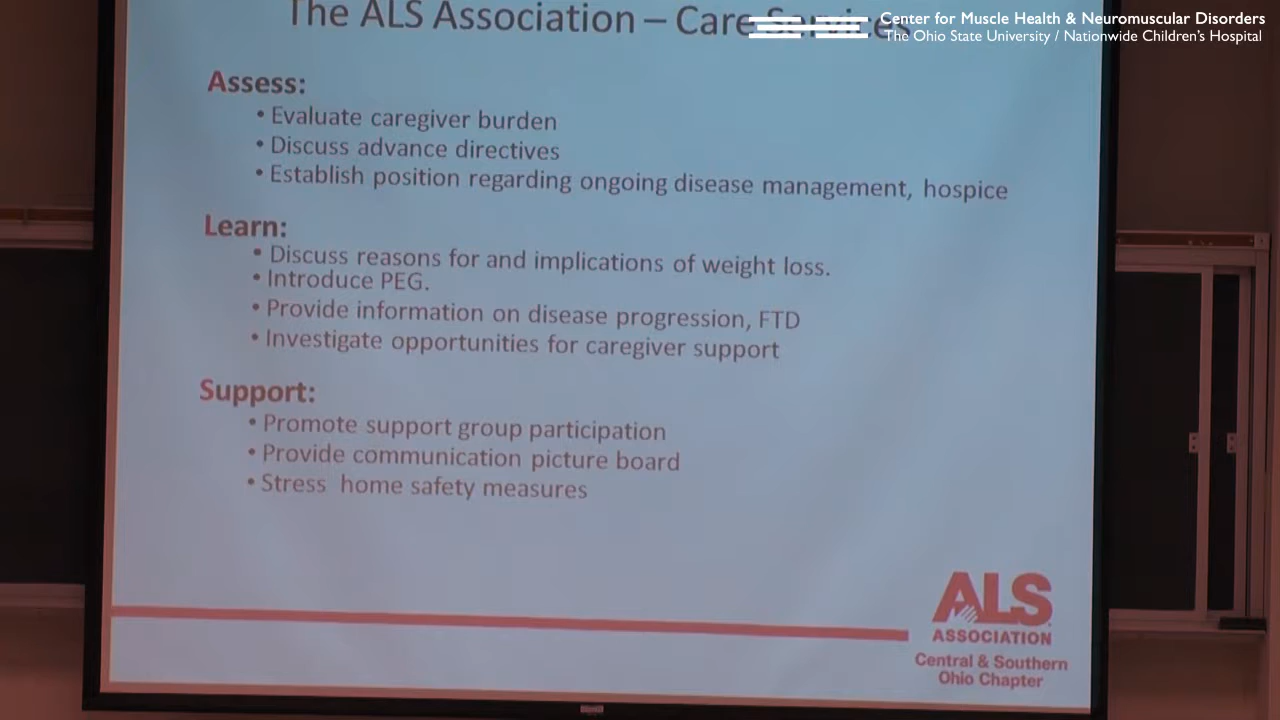 The ALS Association – Care Services
Center for Muscle Health & Neuromuscular Disorders
The Ohio State University / Nationwide Children's Hospital
Assess:
• Evaluate caregiver burden
• Discuss advance directives
• Establish position regarding ongoing disease management, hospice
Learn:
• Discuss reasons for and implications of weight loss.
• Introduce PEG.
• Provide information on disease progression, FTD
• Investigate opportunities for caregiver support
Support:
• Promote support group participation
• Provide communication picture board
• Stress  home safety measures
ALS
ASSOCIATION
Central & Southern
Ohio Chapter